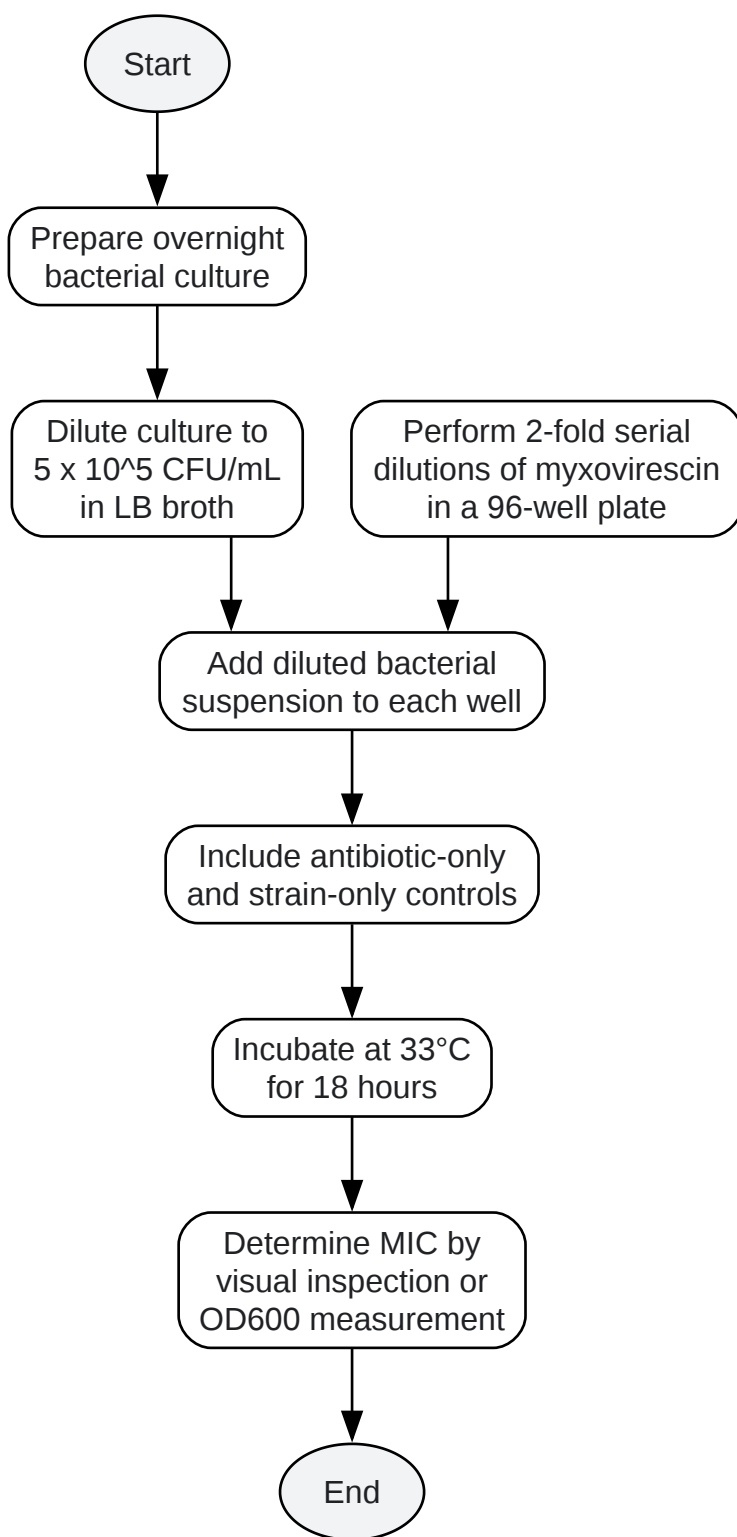 Start
Prepare overnight
bacterial culture
Dilute culture to
5 x 10^5 CFU/mL
in LB broth
Perform 2-fold serial
dilutions of myxovirescin
in a 96-well plate
Add diluted bacterial
suspension to each well
Include antibiotic-only
and strain-only controls
Incubate at 33°C
for 18 hours
Determine MIC by
visual inspection or
OD600 measurement
End